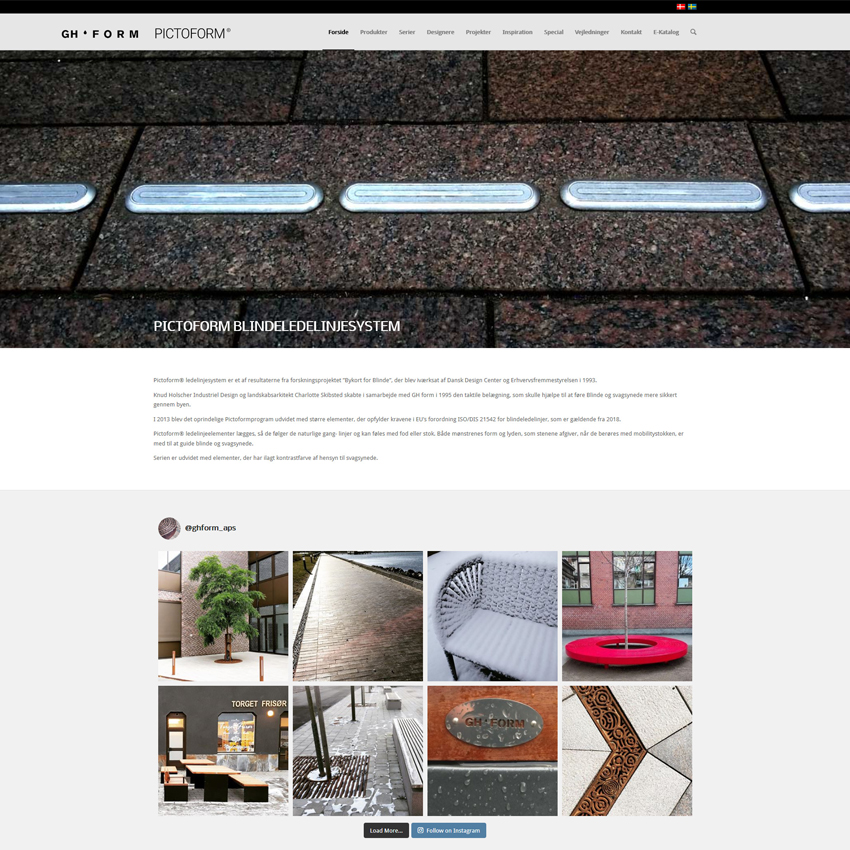 GH FORM PICTOFORM®
Forside Produkter Serier Designere Projekter Inspiration Special Vejledninger Kontakt E-Katalog
PICTOFORM BLINDELEDELINJESYSTEM
Pictoform® ledelinjesystem er et af resultaterne fra forskningsprojektet "Bykort for Blinde", der blev iværksat af Dansk Design Center og Erhvervsfremmestyrelsen i 1993.
Knud Holscher Industriel Design og landskabsarkitekt Charlotte Skibsted skabte i samarbejde med GH form i 1995 den taktile belægning, som skulle hjælpe til at føre Blinde og svagsynede mere sikkert
gennem byen.
I 2013 blev det oprindelige Pictoformprogram udvidet med større elementer, der opfylder kravene i EU's forordning ISO/DIS 21542 for blindeledelinjer, som er gældende fra 2018.
Pictoform® ledelinjeelementer lægges, så de følger de naturlige gang- linjer og kan føles med fod eller stok. Både mønstrenes form og lyden, som stenene afgiver, når de berøres med mobilitystokken, er
med til at guide blinde og svagsynede.
Serien er udvidet med elementer, der har ilagt kontrastfarve af hensyn til svagsynede.
@ghform_aps
TORGET FRISØR
GH FORM
Load More...
Follow on Instagram